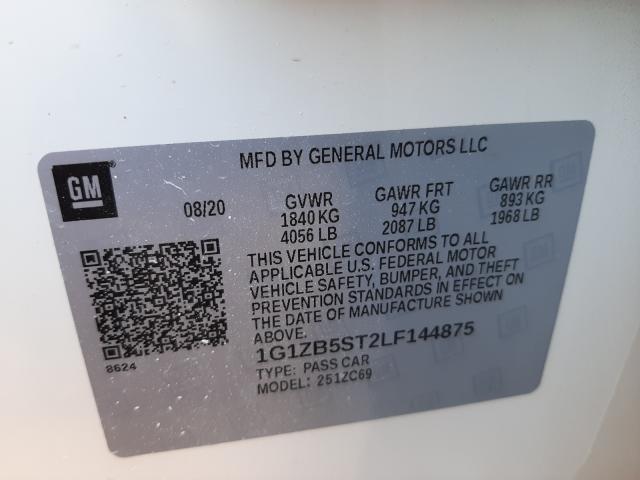 MFD BY GENERAL MOTORS LLC
GM
08/20
GVWR
1840 KG
4056 LB
GAWR FRT
947 KG
2087 LB
GAWR RR
893 KG
1968 LB
THIS VEHICLE CONFORMS TO ALL
APPLICABLE U.S. FEDERAL MOTOR
VEHICLE SAFETY, BUMPER, AND THEFT
PREVENTION STANDARDS IN EFFECT ON
THE DATE OF MANUFACTURE SHOWN
ABOVE.
1G1ZB5ST2LF144875
TYPE: PASS CAR
MODEL: 251ZC69
8624